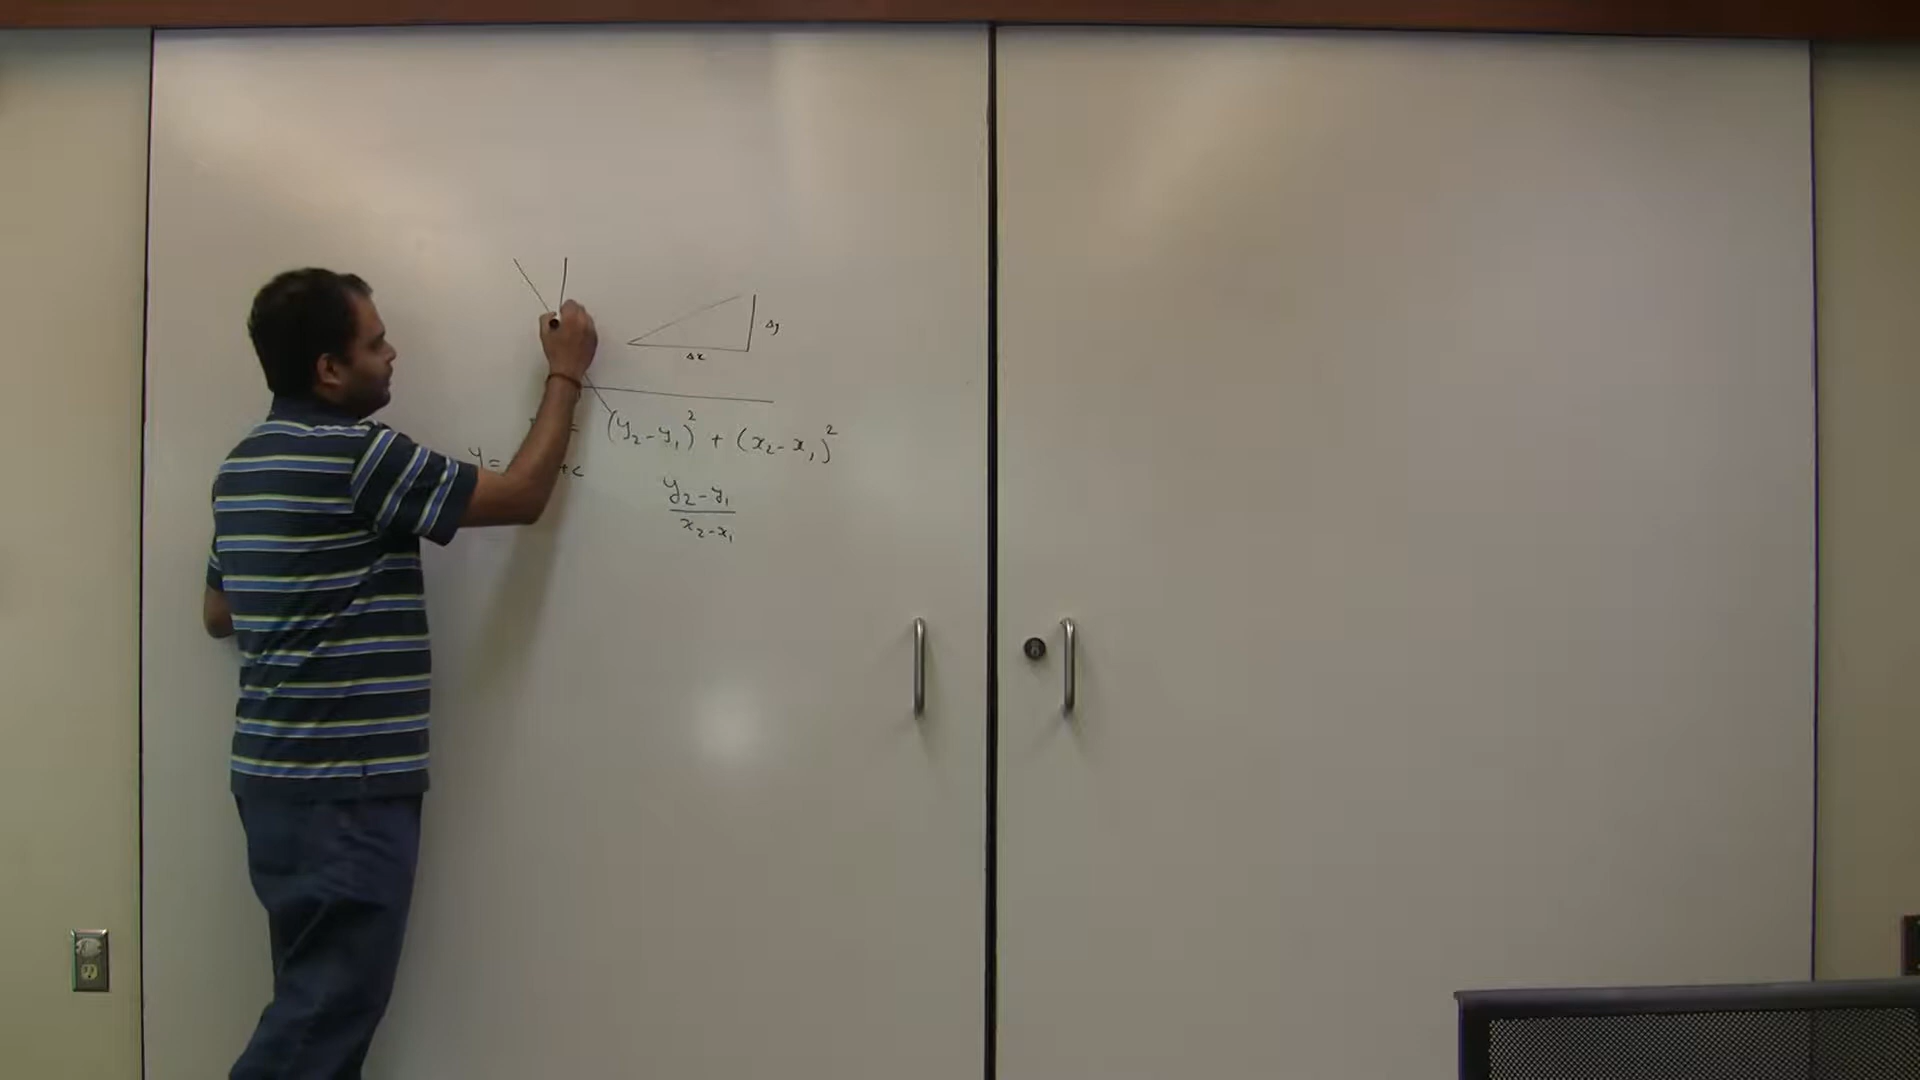 Δy
Δx
= (y₂-y₁)² + (x₂-x₁)²
y = +c
y₂-y₁
x₂-x₁